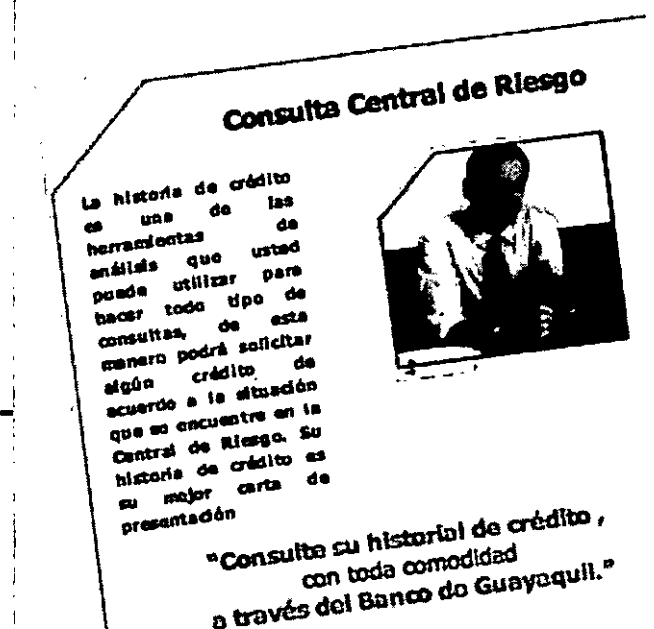 Consulta Central de Riesgo
La historia de crédito
es una de las
herramientas de
análisis que usted
puede utilizar para
hacer todo tipo de
consultas, de esta
manera podrá solicitar
algún crédito de
acuerdo a la situación
que se encuentre en la
Central de Riesgo. Su
historia de crédito es
su mejor carta de
presentación
"Consulte su historial de crédito ,
con toda comodidad
a través del Banco de Guayaquil."